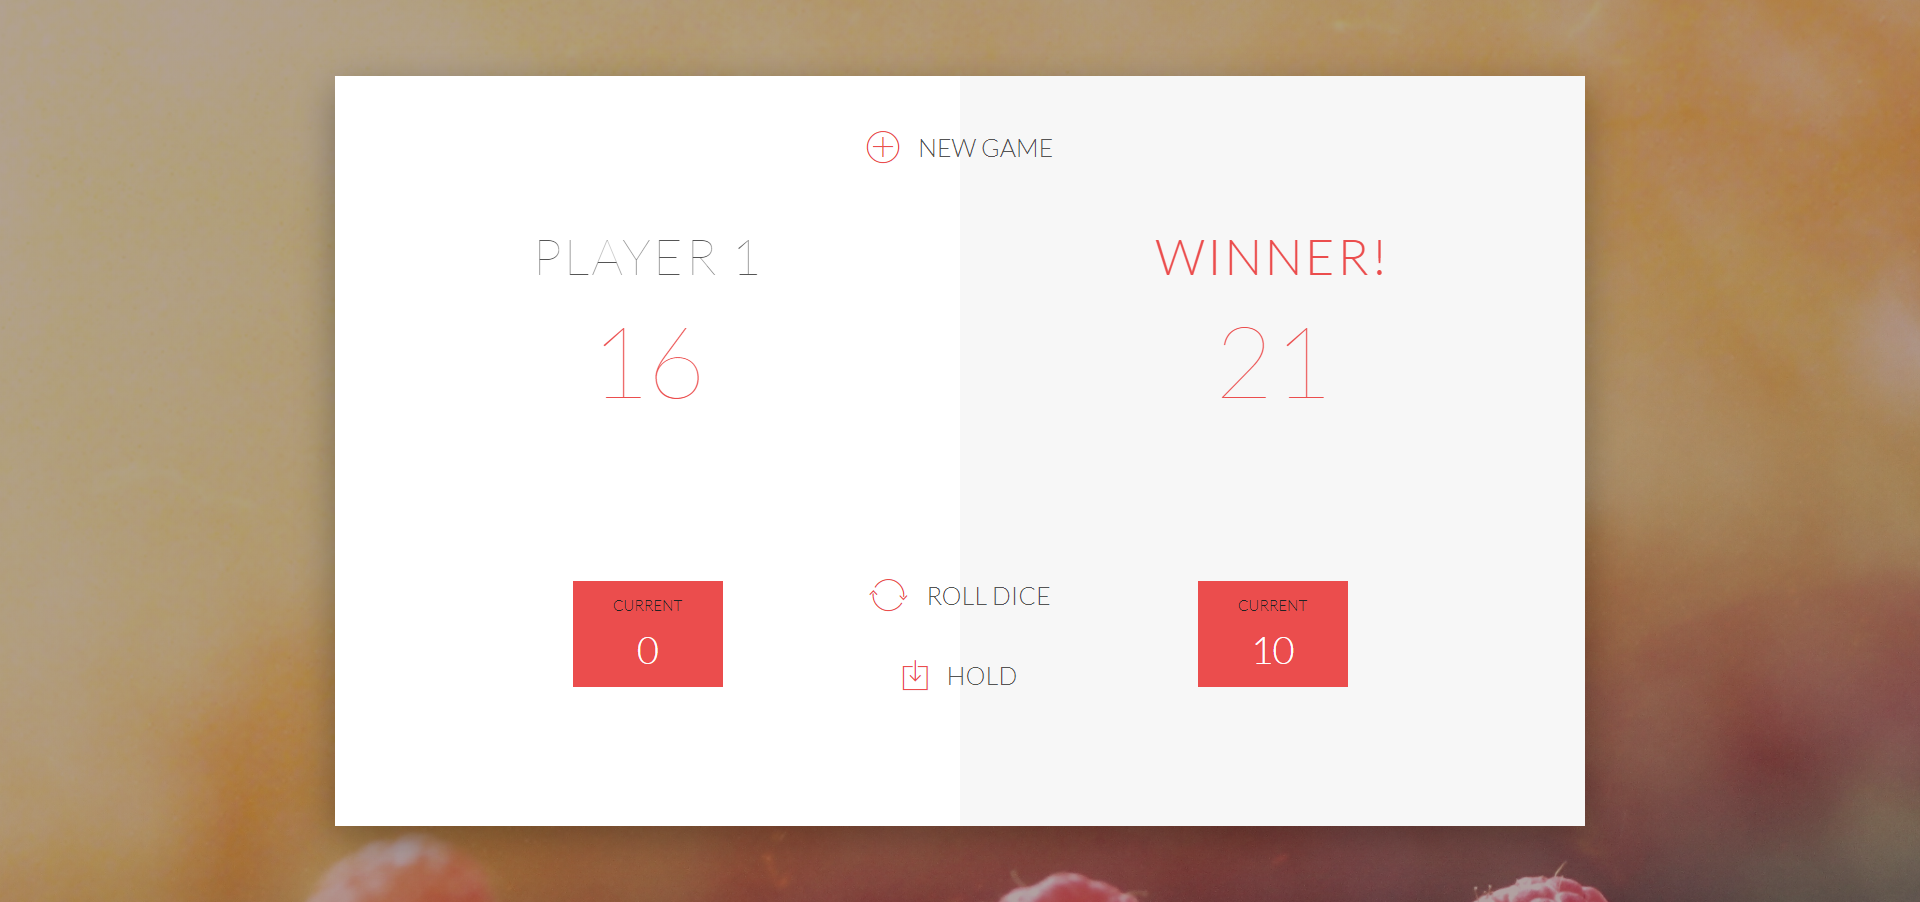 NEW GAME
PLAYER 1
16
WINNER!
21
CURRENT
0
ROLL DICE
HOLD
CURRENT
10